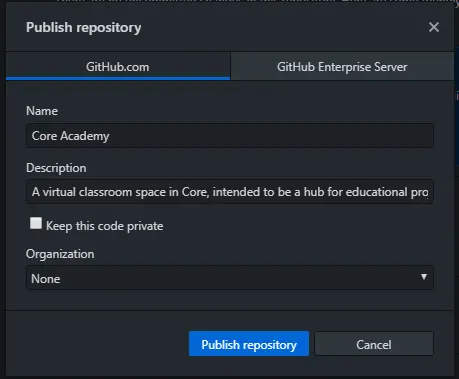 Publish repository
GitHub.com
GitHub Enterprise Server
Name
Core Academy
Description
A virtual classroom space in Core, intended to be a hub for educational pro
Keep this code private
Organization
None
Publish repository
Cancel